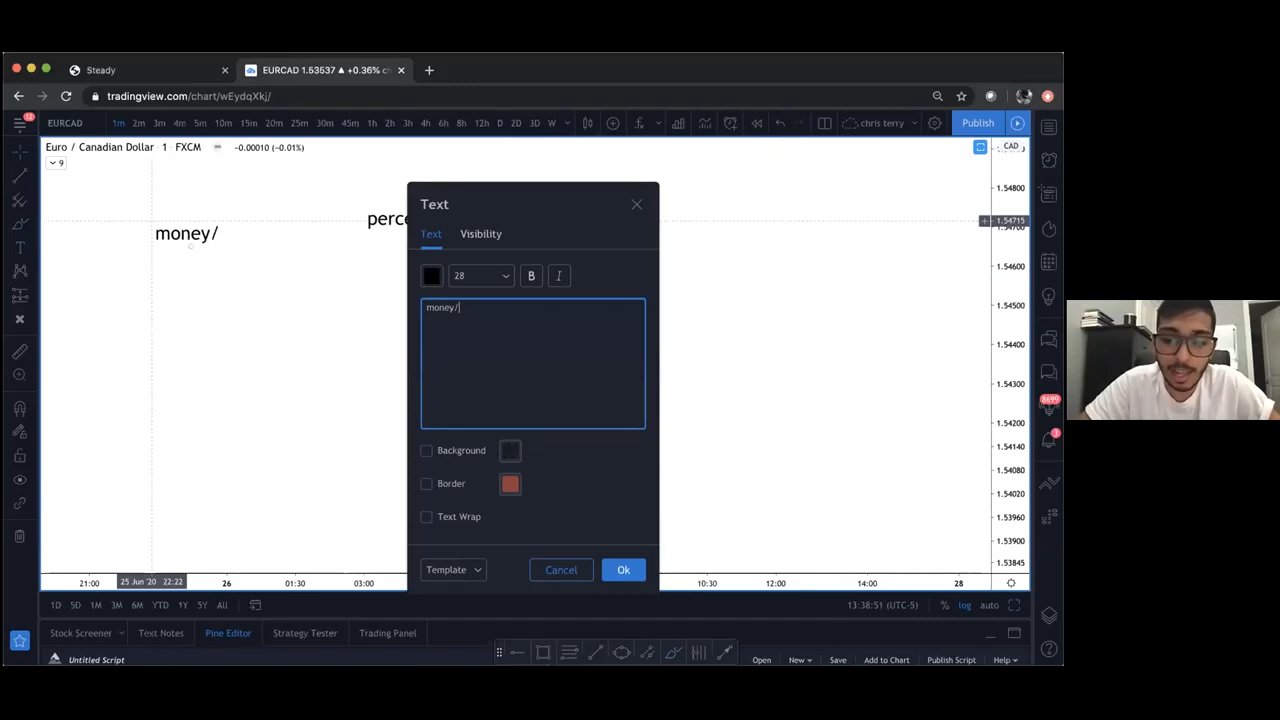 Steady
EURCAD 1.53537 ▲ +0.36%
tradingview.com/chart/wEydqXkj/
12
EURCAD 1m 2m 3m 4m 5m 10m 15m 20m 25m 30m 45m 1h 2h 3h 4h 6h 8h 12h D 2D 3D W chris terry Publish
Euro / Canadian Dollar · 1 · FXCM -0.00010 (-0.01%)
CAD
9
1.54800
Text
perce
1.54715
1.54700
money/
Text Visibility
1.54600
28 B I
money/
1.54500
1.54400
1.54300
8699
1.54200
3
1.54140
Background
1.54080
Border
1.54020
Text Wrap
1.53960
1.53900
1.53845
Template Cancel Ok
21:00 25 Jun '20 22:22 26 01:30 03:00 10:30 12:00 14:00 28
1D 5D 1M 3M 6M YTD 1Y 5Y All 13:38:51 (UTC-5) % log auto
Stock Screener Text Notes Pine Editor Strategy Tester Trading Panel
Untitled Script Open New Save Add to Chart Publish Script Help